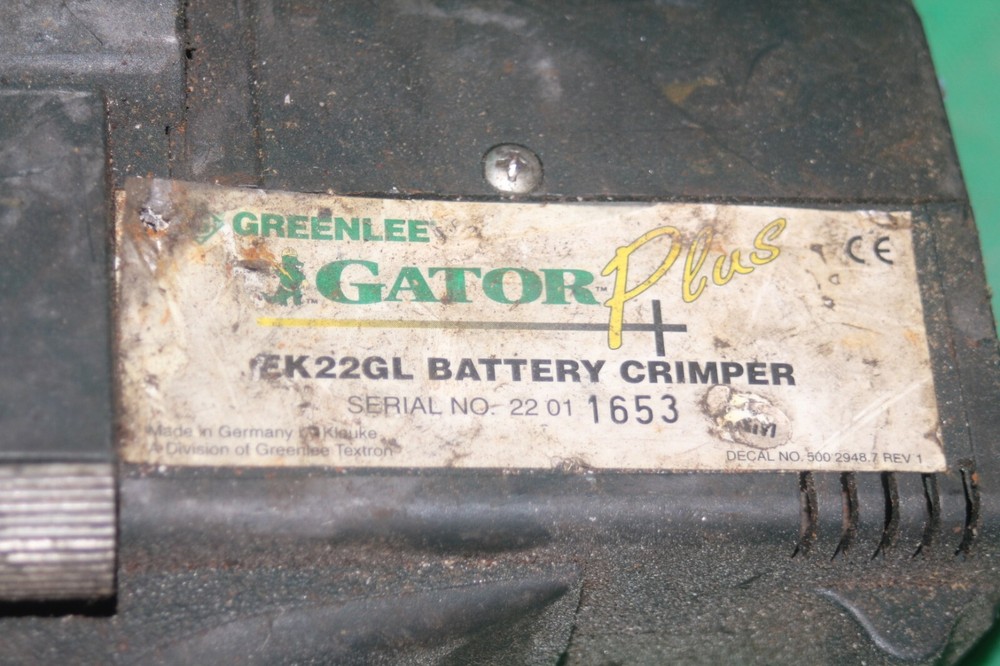 GREENLEE
GATOR™ Plus +
CE
EK22GL BATTERY CRIMPER
SERIAL NO. 22 01 1653
Made in Germany by Klauke
A Division of Greenlee Textron
DECAL NO. 500 2948.7 REV 1